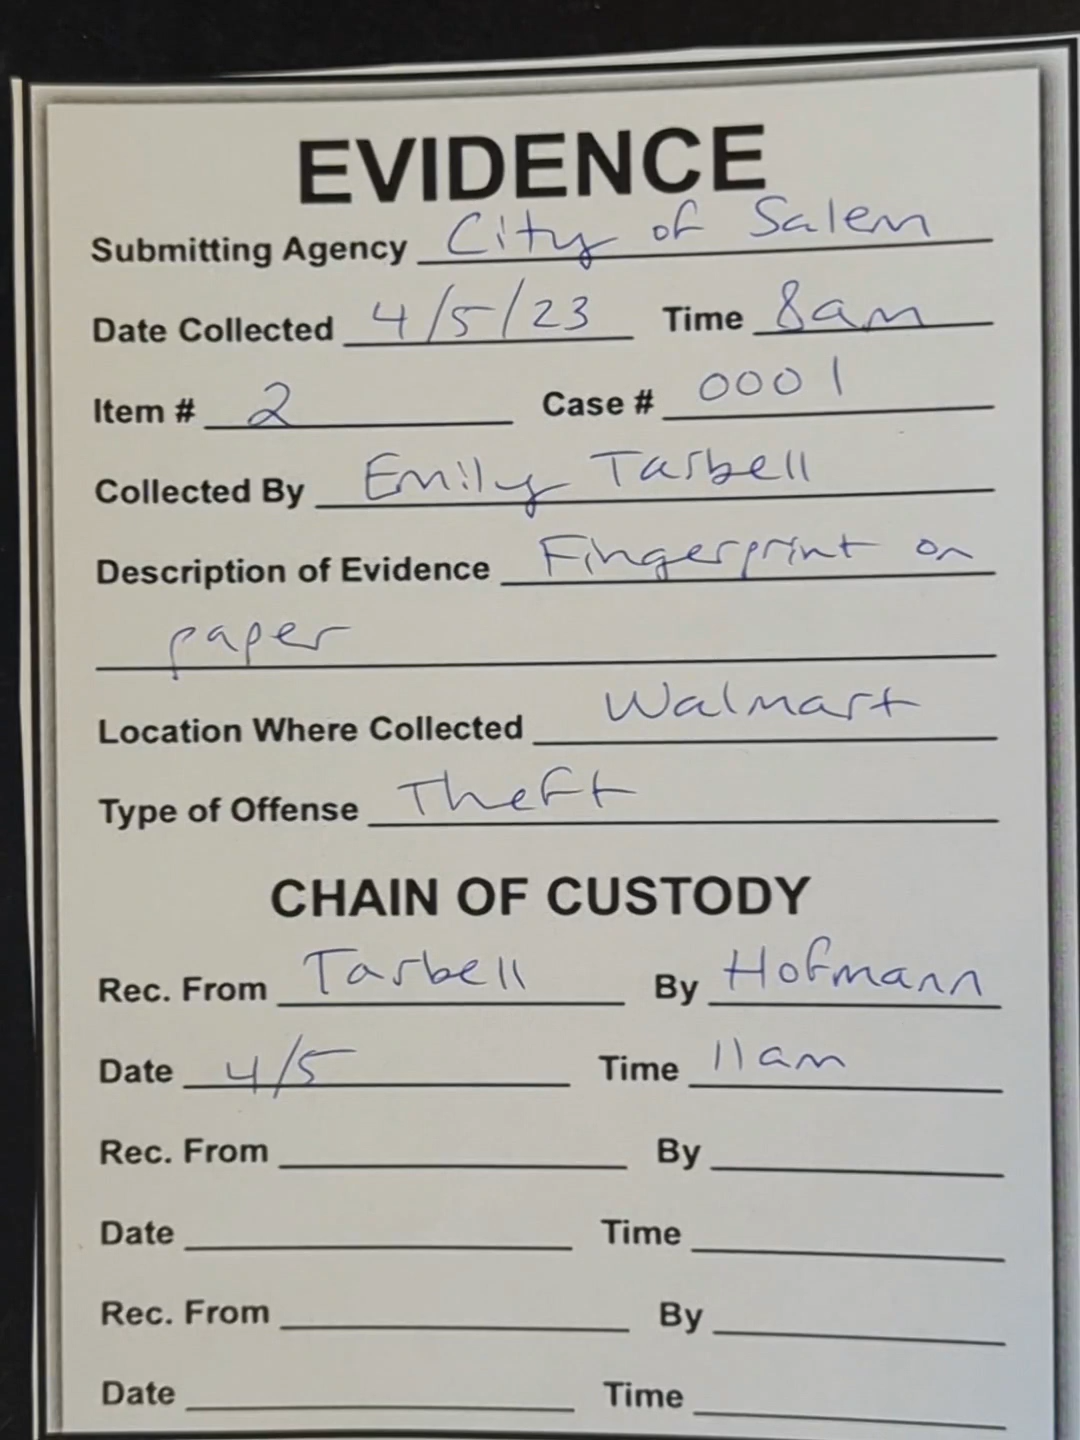 EVIDENCE
Submitting Agency City of Salem
Date Collected 4/5/23 Time 8am
Item # 2 Case # 0001
Collected By Emily Tarbell
Description of Evidence Fingerprint on
paper
Location Where Collected Walmart
Type of Offense Theft
CHAIN OF CUSTODY
Rec. From Tarbell By Hofmann
Date 4/5 Time 11am
Rec. From By
Date Time
Rec. From By
Date Time